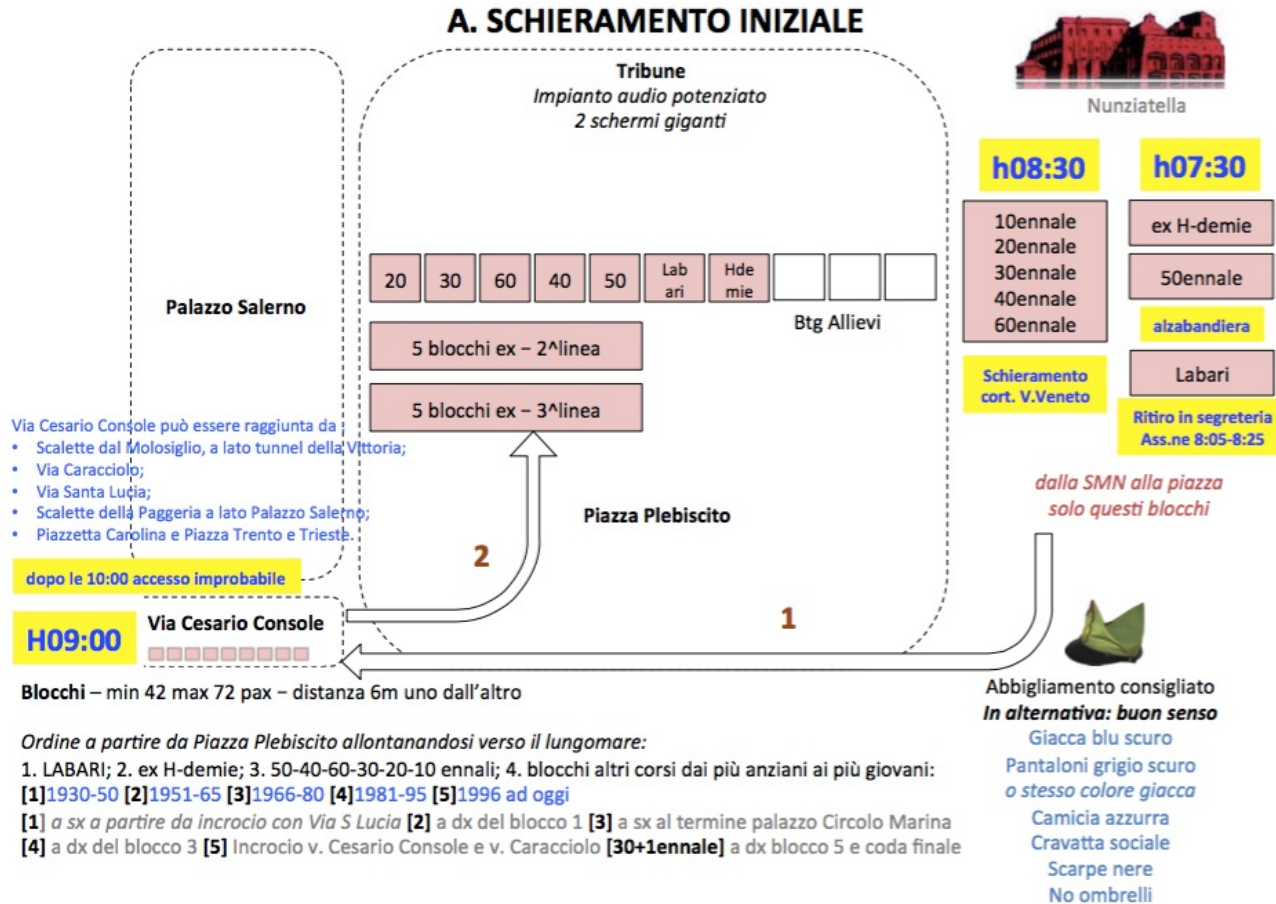 A. SCHIERAMENTO INIZIALE
Tribune
Impianto audio potenziato
2 schermi giganti
Nunziatella
h08:30
h07:30
10ennale
20ennale
30ennale
40ennale
60ennale
ex H-demie
50ennale
alzabandiera
Labari
Schieramento
cort. V.Veneto
Ritiro in segreteria
Ass.ne 8:05-8:25
dalla SMN alla piazza
solo questi blocchi
Palazzo Salerno
20
30
60
40
50
Lab
ari
Hde
mie
Btg Allievi
5 blocchi ex – 2^linea
5 blocchi ex – 3^linea
Via Cesario Console può essere raggiunta da :
• Scalette dal Molosiglio, a lato tunnel della Vittoria;
• Via Caracciolo;
• Via Santa Lucia;
• Scalette della Paggeria a lato Palazzo Salerno;
• Piazzetta Carolina e Piazza Trento e Trieste.
dopo le 10:00 accesso improbabile
Piazza Plebiscito
2
1
H09:00
Via Cesario Console
Blocchi – min 42 max 72 pax – distanza 6m uno dall'altro
Ordine a partire da Piazza Plebiscito allontanandosi verso il lungomare:
1. LABARI; 2. ex H-demie; 3. 50-40-60-30-20-10 ennali; 4. blocchi altri corsi dai più anziani ai più giovani:
[1]1930-50 [2]1951-65 [3]1966-80 [4]1981-95 [5]1996 ad oggi
[1] a sx a partire da incrocio con Via S Lucia [2] a dx del blocco 1 [3] a sx al termine palazzo Circolo Marina
[4] a dx del blocco 3 [5] Incrocio v. Cesario Console e v. Caracciolo [30+1ennale] a dx blocco 5 e coda finale
Abbigliamento consigliato
In alternativa: buon senso
Giacca blu scuro
Pantaloni grigio scuro
o stesso colore giacca
Camicia azzurra
Cravatta sociale
Scarpe nere
No ombrelli